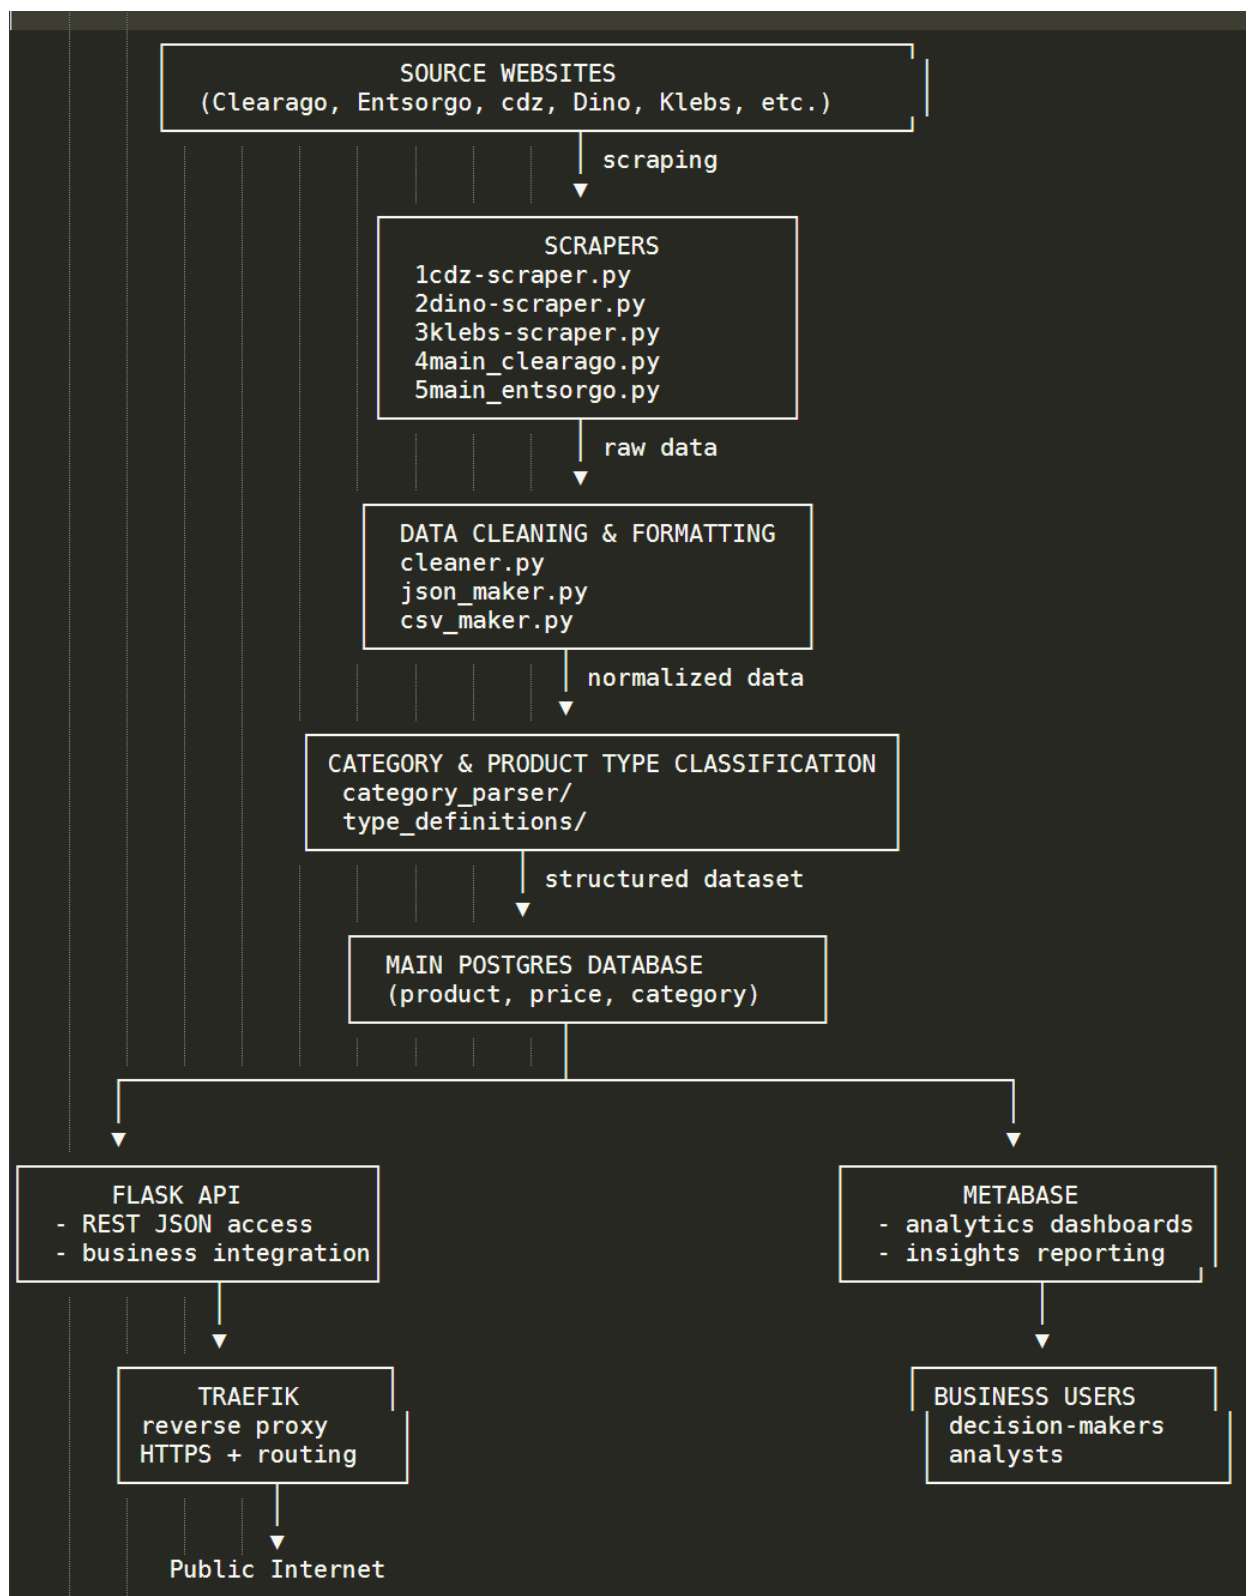 SOURCE WEBSITES
(Clearago, Entsorgo, cdz, Dino, Klebs, etc.)
scraping
SCRAPERS
1cdz-scraper.py
2dino-scraper.py
3klebs-scraper.py
4main_clearago.py
5main_entsorgo.py
raw data
DATA CLEANING & FORMATTING
cleaner.py
json_maker.py
csv_maker.py
normalized data
CATEGORY & PRODUCT TYPE CLASSIFICATION
category_parser/
type_definitions/
structured dataset
MAIN POSTGRES DATABASE
(product, price, category)
FLASK API
- REST JSON access
- business integration
METABASE
- analytics dashboards
- insights reporting
TRAEFIK
reverse proxy
HTTPS + routing
BUSINESS USERS
decision-makers
analysts
Public Internet